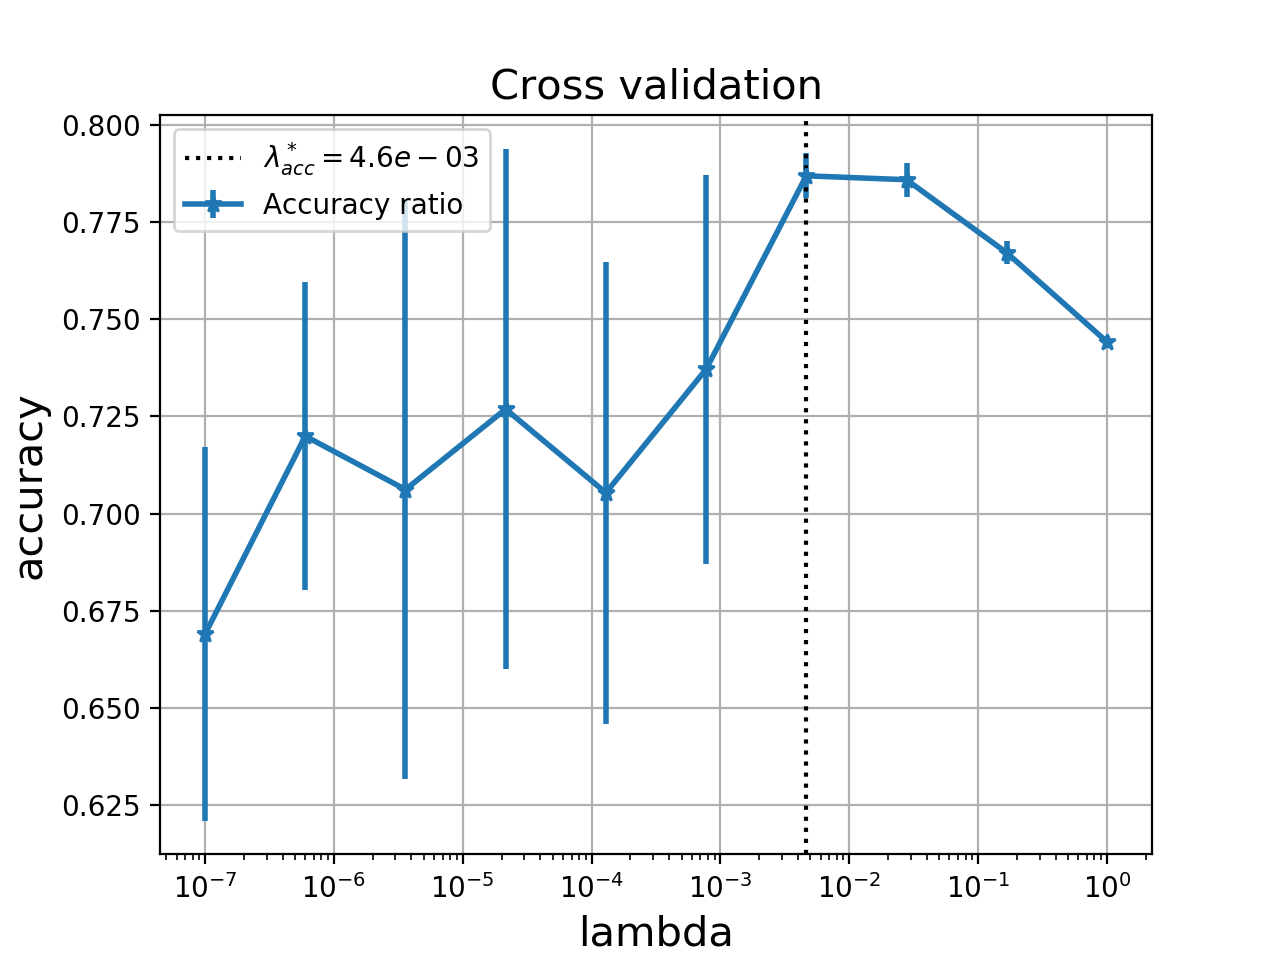 Cross validation
λ*acc = 4.6e − 03
Accuracy ratio
accuracy
0.800
0.775
0.750
0.725
0.700
0.675
0.650
0.625
10⁻⁷ 10⁻⁶ 10⁻⁵ 10⁻⁴ 10⁻³ 10⁻² 10⁻¹ 10⁰
lambda